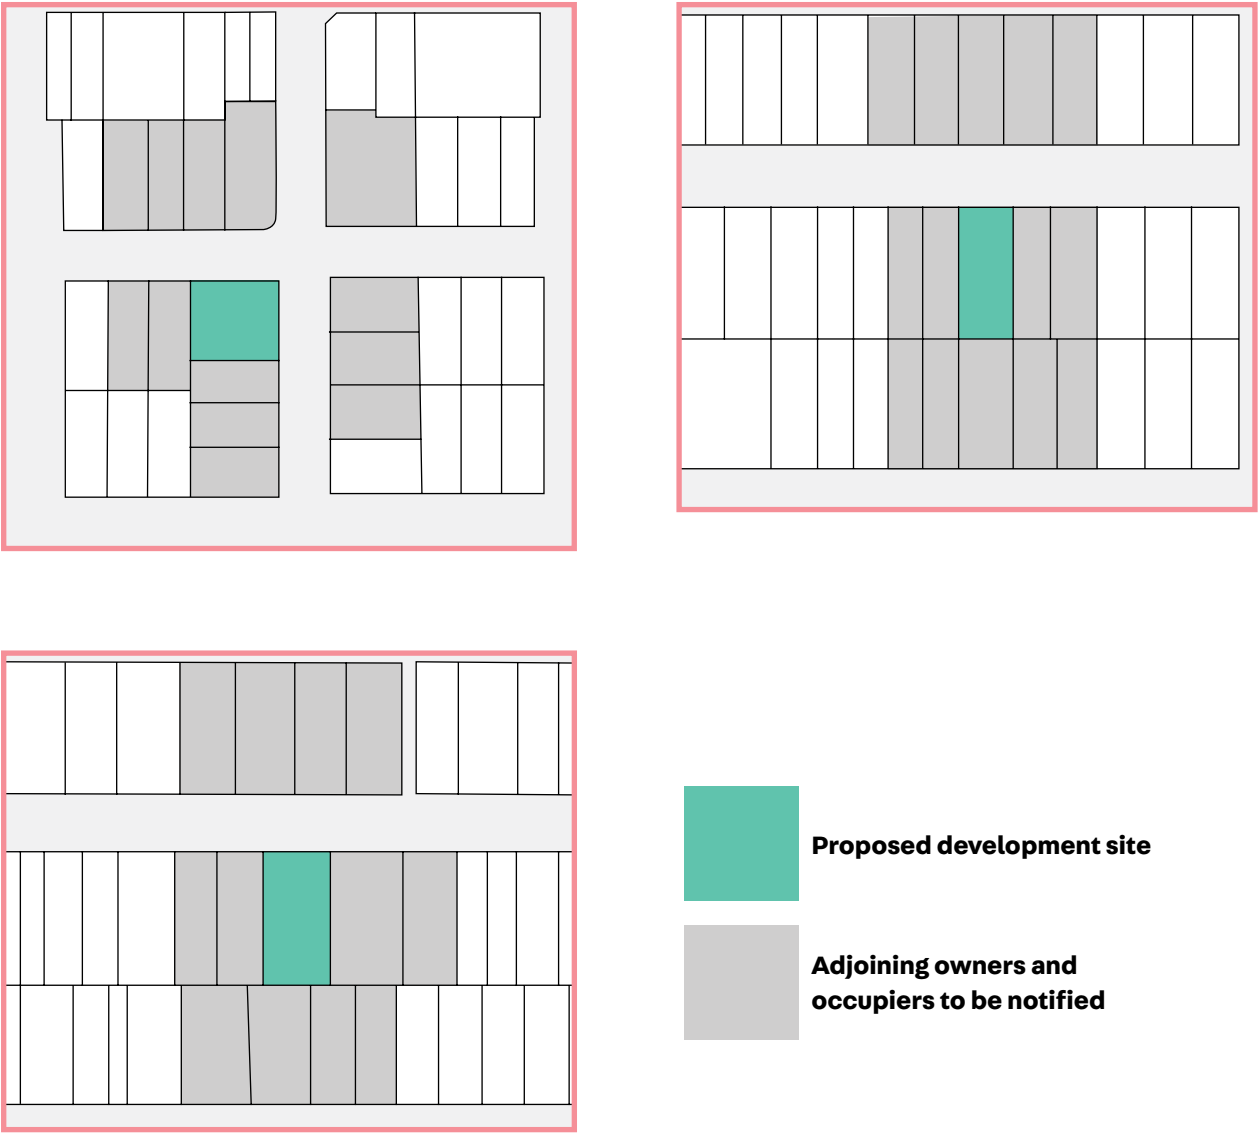 Proposed development site
Adjoining owners and
occupiers to be notified